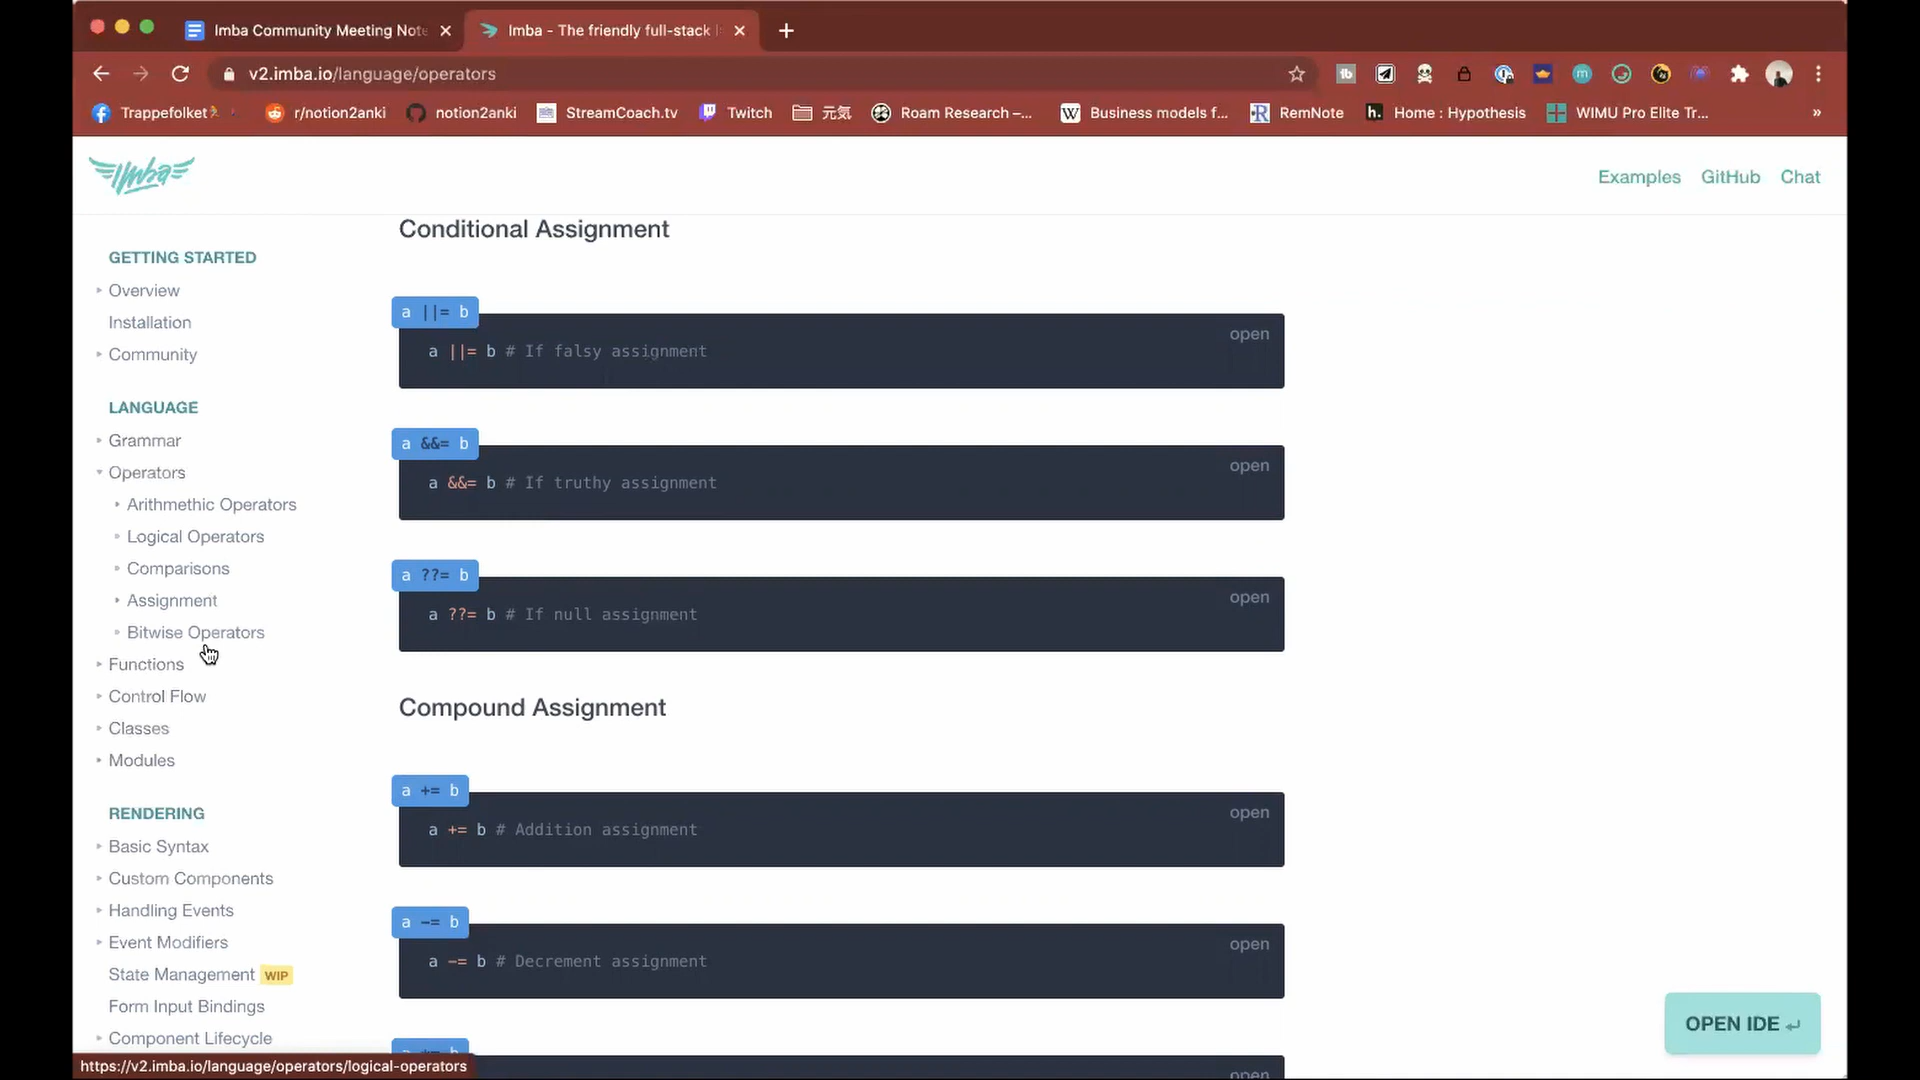 Imba Community Meeting Note
Imba - The friendly full-stack
v2.imba.io/language/operators
Trappefolket
r/notion2anki
notion2anki
StreamCoach.tv
Twitch
元気
Roam Research –...
Business models f...
RemNote
Home : Hypothesis
WIMU Pro Elite Tr...
»
Imba
Examples
GitHub
Chat
GETTING STARTED
Overview
Installation
Community
LANGUAGE
Grammar
Operators
Arithmethic Operators
Logical Operators
Comparisons
Assignment
Bitwise Operators
Functions
Control Flow
Classes
Modules
RENDERING
Basic Syntax
Custom Components
Handling Events
Event Modifiers
State Management WIP
Form Input Bindings
Component Lifecycle
https://v2.imba.io/language/operators/logical-operators
Conditional Assignment
a ||= b
open
a ||= b # If falsy assignment
a &&= b
open
a &&= b # If truthy assignment
a ??= b
open
a ??= b # If null assignment
Compound Assignment
a += b
open
a += b # Addition assignment
a -= b
open
a -= b # Decrement assignment
a *= b
open
OPEN IDE ↵